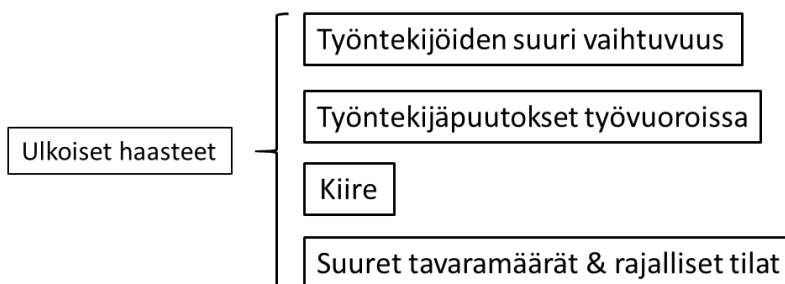 Työntekijöiden suuri vaihtuvuus
Työntekijäpuutokset työvuoroissa
Ulkoiset haasteet
Kiire
Suuret tavaramäärät & rajalliset tilat